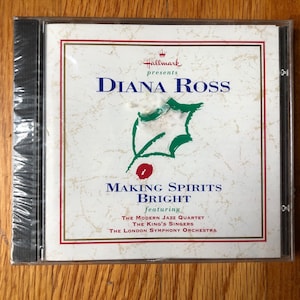 Hallmark
presents
DIANA ROSS
MAKING SPIRITS
BRIGHT
featuring
THE MODERN JAZZ QUARTET
THE KING'S SINGERS
THE LONDON SYMPHONY ORCHESTRA